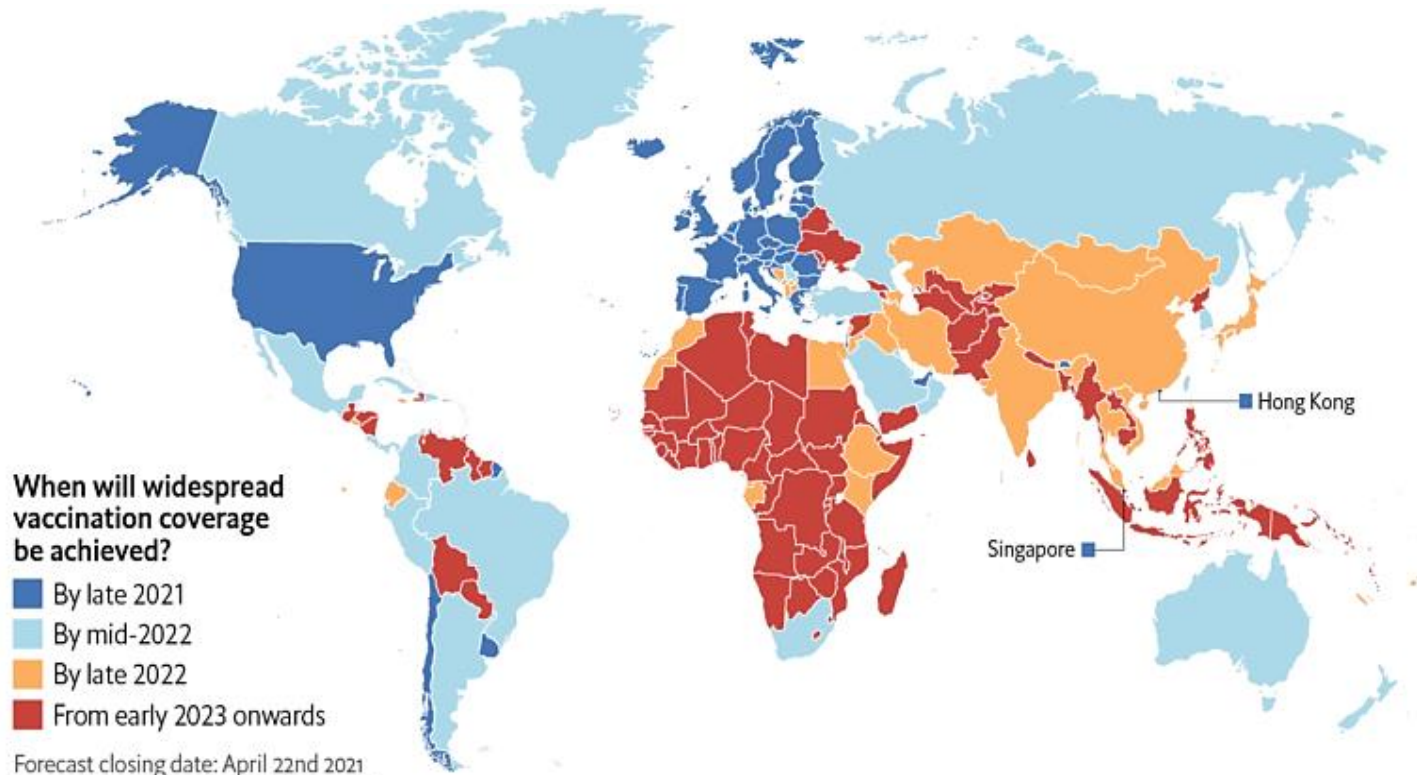 Hong Kong
Singapore
When will widespread
vaccination coverage
be achieved?
By late 2021
By mid-2022
By late 2022
From early 2023 onwards
Forecast closing date: April 22nd 2021